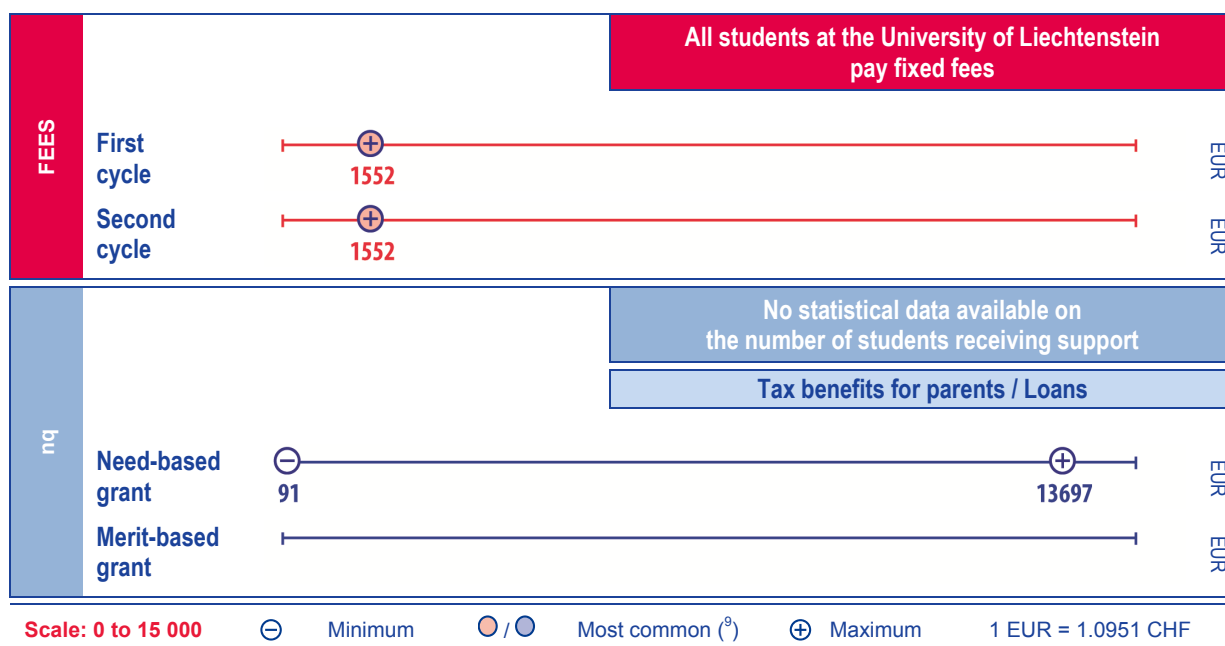 All students at the University of Liechtenstein
pay fixed fees
FEES
First
cycle
1552
EUR
Second
cycle
1552
EUR
No statistical data available on
the number of students receiving support
Tax benefits for parents / Loans
nq
Need-based
grant
91
13697
EUR
Merit-based
grant
EUR
Scale: 0 to 15 000 Minimum / Most common (⁹) Maximum 1 EUR = 1.0951 CHF